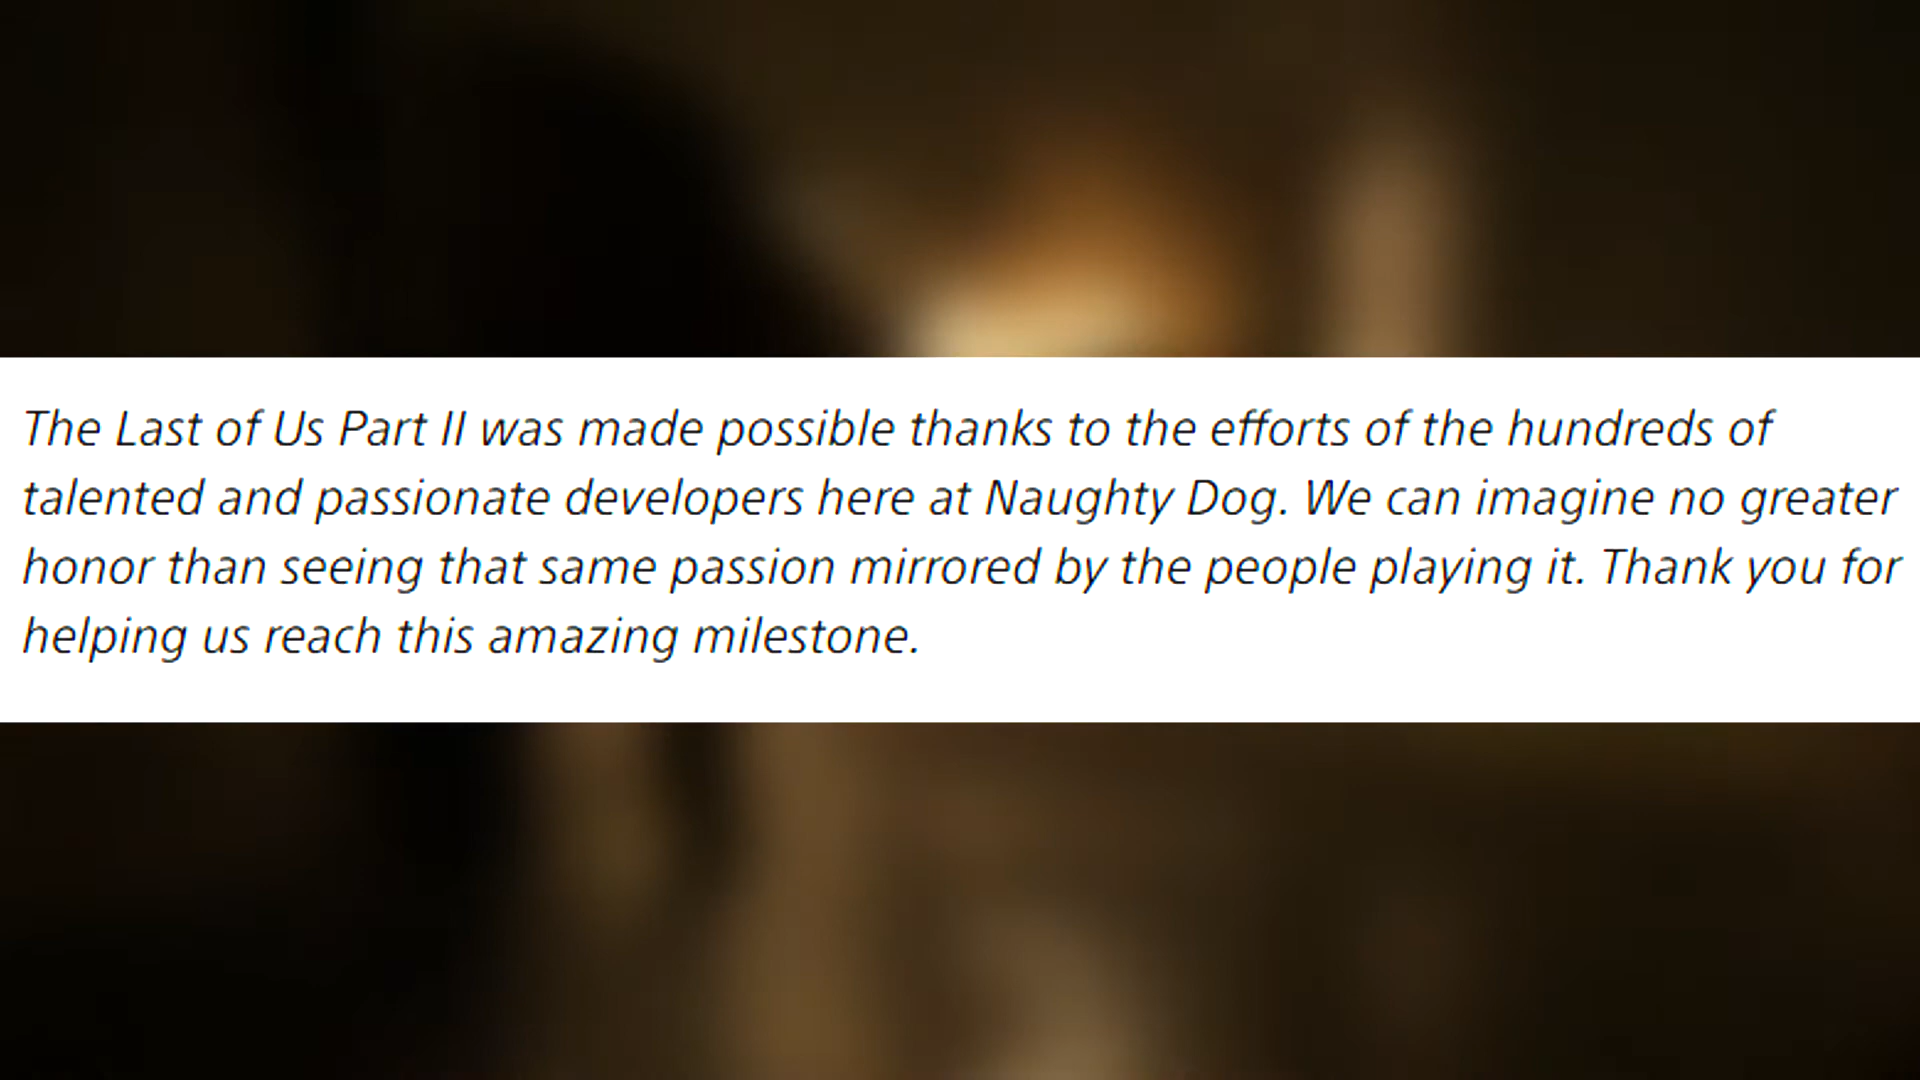 The Last of Us Part II was made possible thanks to the efforts of the hundreds of
talented and passionate developers here at Naughty Dog. We can imagine no greater
honor than seeing that same passion mirrored by the people playing it. Thank you for
helping us reach this amazing milestone.